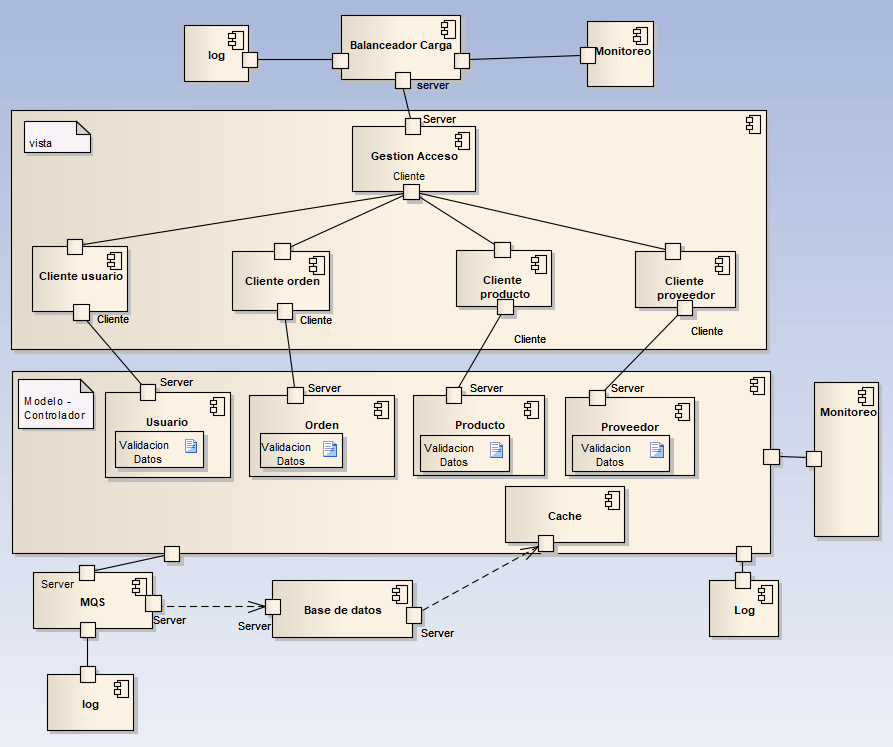 log
Balanceador Carga
Monitoreo
server
Server
vista
Gestion Acceso
Cliente
Cliente usuario
Cliente orden
Cliente
producto
Cliente
proveedor
Cliente
Cliente
Cliente
Cliente
Server
Server
Server
Server
Modelo -
Controlador
Usuario
Validacion
Datos
Orden
Validacion
Datos
Producto
Validacion
Datos
Proveedor
Validacion
Datos
Monitoreo
Cache
Server
MQS
Server
Server
Base de datos
Server
Log
log